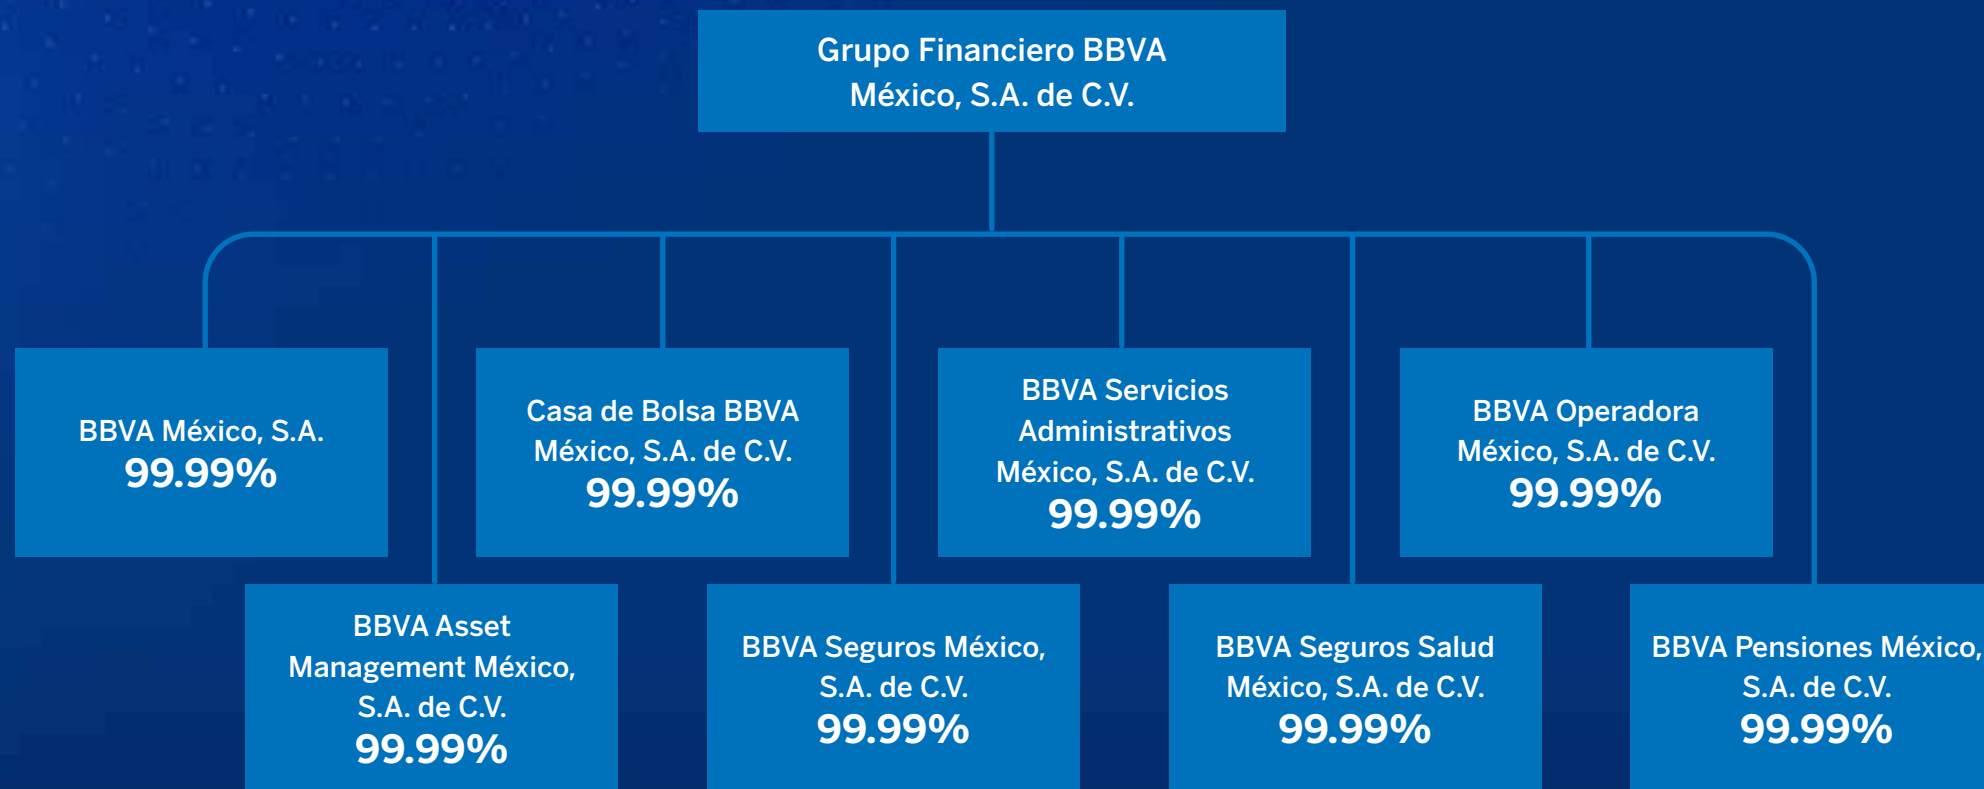 Grupo Financiero BBVA
México, S.A. de C.V.
BBVA México, S.A.
99.99%
Casa de Bolsa BBVA
México, S.A. de C.V.
99.99%
BBVA Servicios
Administrativos
México, S.A. de C.V.
99.99%
BBVA Operadora
México, S.A. de C.V.
99.99%
BBVA Asset
Management México,
S.A. de C.V.
99.99%
BBVA Seguros México,
S.A. de C.V.
99.99%
BBVA Seguros Salud
México, S.A. de C.V.
99.99%
BBVA Pensiones México,
S.A. de C.V.
99.99%